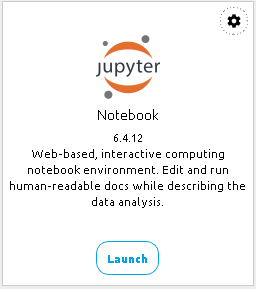 jupyter
Notebook
6.4.12
Web-based, interactive computing
notebook environment. Edit and run
human-readable docs while describing the
data analysis.
Launch